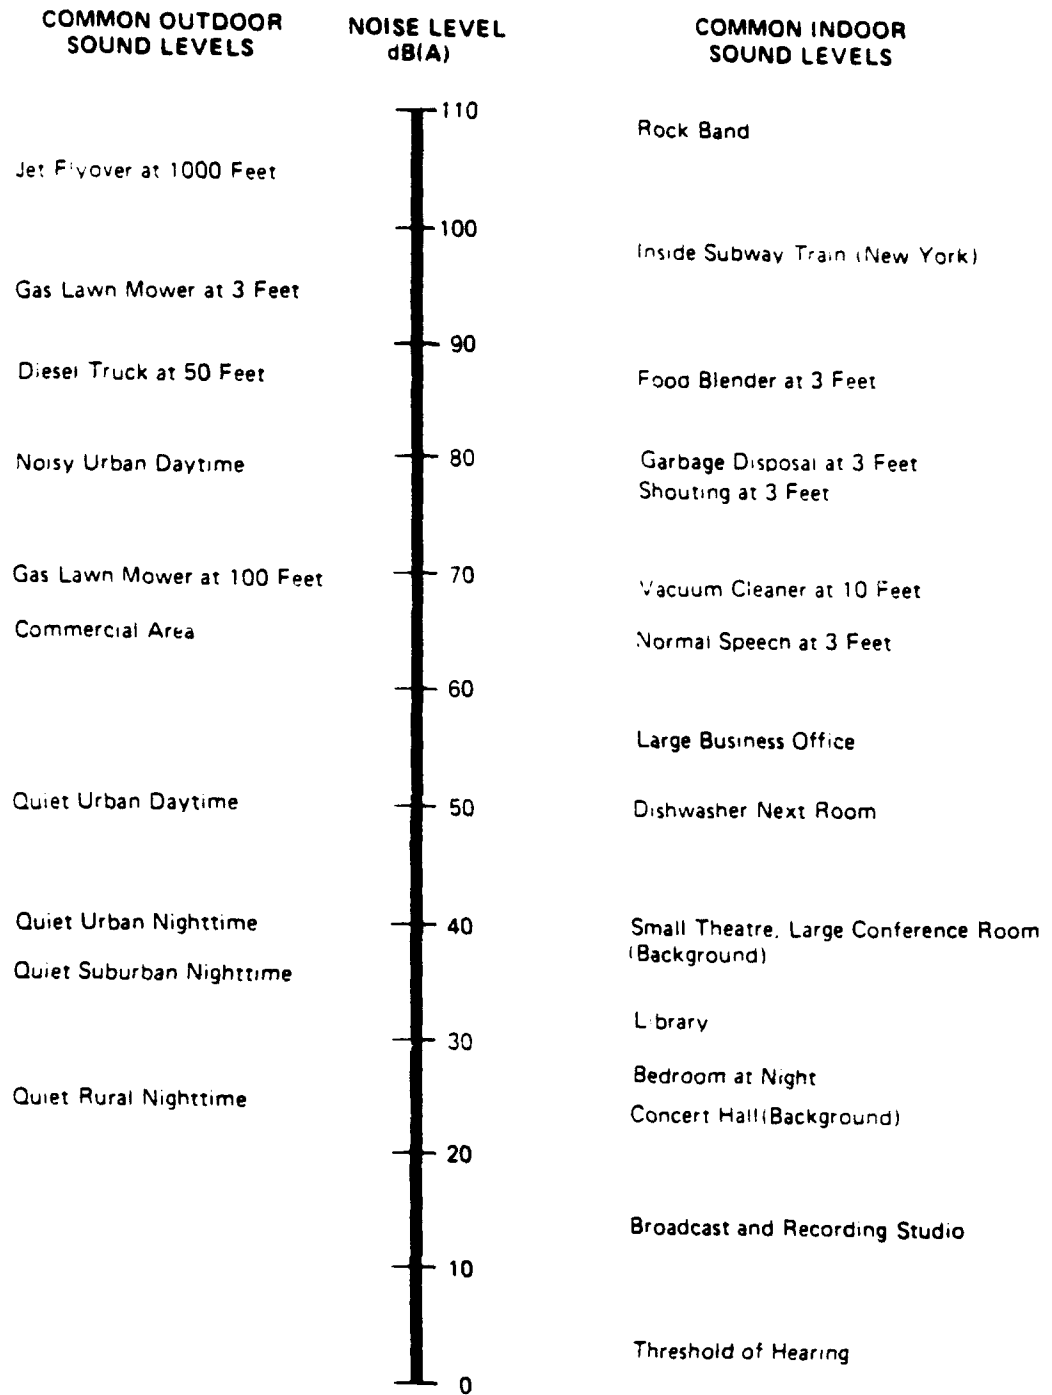 COMMON OUTDOOR
SOUND LEVELS
NOISE LEVEL
dB(A)
COMMON INDOOR
SOUND LEVELS
110
Rock Band
Jet Flyover at 1000 Feet
100
Inside Subway Train (New York)
Gas Lawn Mower at 3 Feet
90
Diesel Truck at 50 Feet
Food Blender at 3 Feet
Noisy Urban Daytime
80
Garbage Disposal at 3 Feet
Shouting at 3 Feet
Gas Lawn Mower at 100 Feet
70
Vacuum Cleaner at 10 Feet
Commercial Area
Normal Speech at 3 Feet
60
Large Business Office
Quiet Urban Daytime
50
Dishwasher Next Room
Quiet Urban Nighttime
40
Small Theatre, Large Conference Room
(Background)
Quiet Suburban Nighttime
Library
30
Bedroom at Night
Quiet Rural Nighttime
Concert Hall (Background)
20
Broadcast and Recording Studio
10
Threshold of Hearing
0